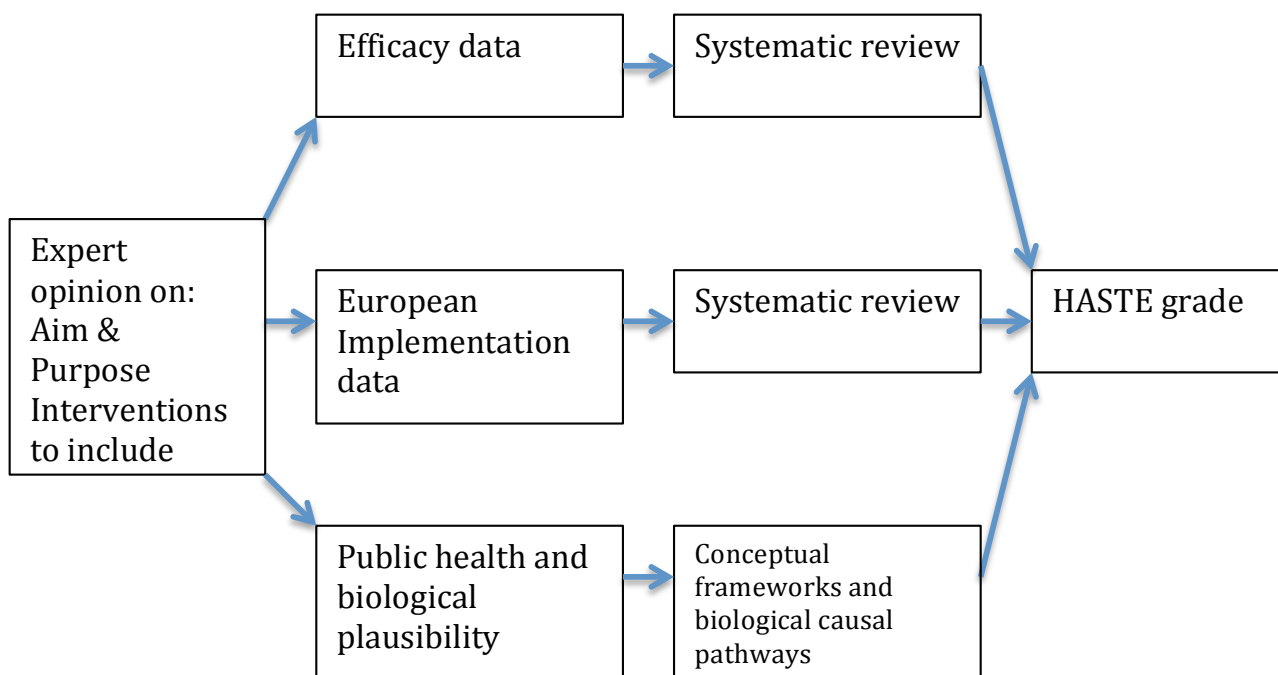 Efficacy data
Systematic review
Expert
opinion on:
Aim &
Purpose
Interventions
to include
European
Implementation
data
Systematic review
HASTE grade
Public health and
biological
plausibility
Conceptual
frameworks and
biological causal
pathways